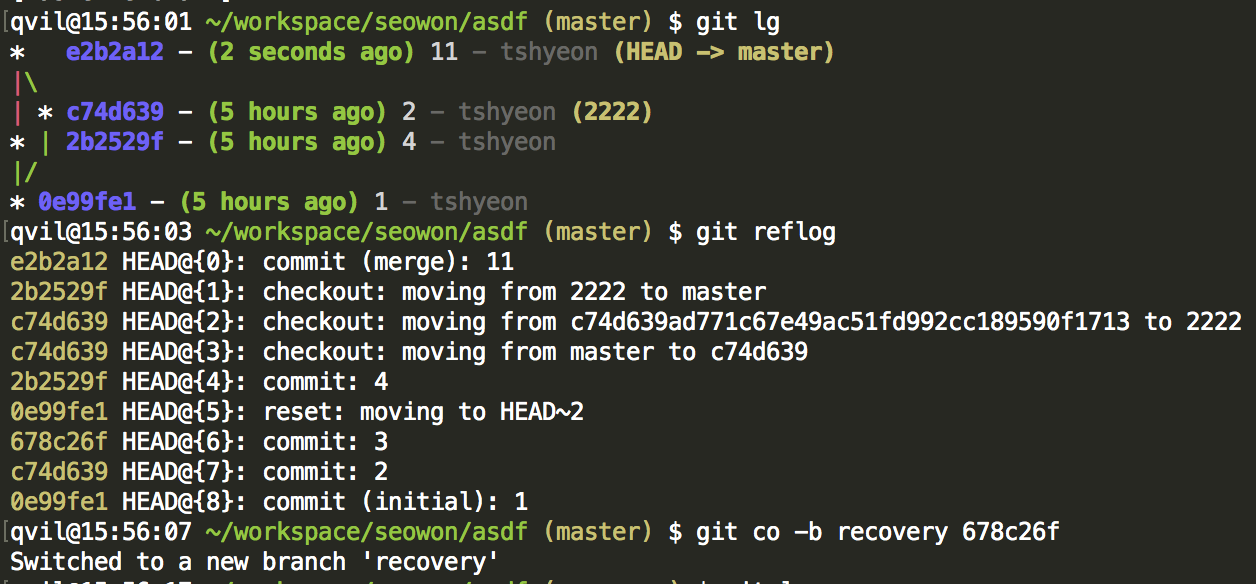 [qvil@15:56:01 ~/workspace/seowon/asdf (master) $ git lg
*   e2b2a12 - (2 seconds ago) 11 - tshyeon (HEAD -> master)
|\
| * c74d639 - (5 hours ago) 2 - tshyeon (2222)
* | 2b2529f - (5 hours ago) 4 - tshyeon
|/
* 0e99fe1 - (5 hours ago) 1 - tshyeon
[qvil@15:56:03 ~/workspace/seowon/asdf (master) $ git reflog
e2b2a12 HEAD@{0}: commit (merge): 11
2b2529f HEAD@{1}: checkout: moving from 2222 to master
c74d639 HEAD@{2}: checkout: moving from c74d639ad771c67e49ac51fd992cc189590f1713 to 2222
c74d639 HEAD@{3}: checkout: moving from master to c74d639
2b2529f HEAD@{4}: commit: 4
0e99fe1 HEAD@{5}: reset: moving to HEAD~2
678c26f HEAD@{6}: commit: 3
c74d639 HEAD@{7}: commit: 2
0e99fe1 HEAD@{8}: commit (initial): 1
[qvil@15:56:07 ~/workspace/seowon/asdf (master) $ git co -b recovery 678c26f
Switched to a new branch 'recovery'